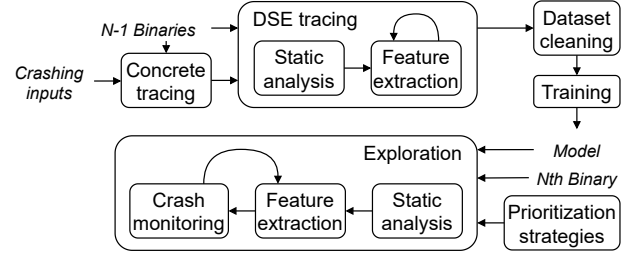 N-1 Binaries
DSE tracing
Dataset
cleaning
Crashing
inputs
Concrete
tracing
Static
analysis
Feature
extraction
Training
Exploration
Model
Nth Binary
Crash
monitoring
Feature
extraction
Static
analysis
Prioritization
strategies